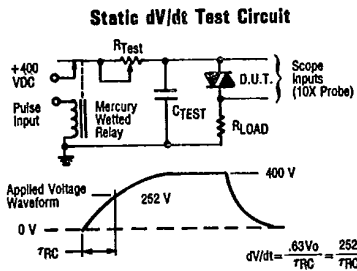 Static dV/dt Test Circuit
RTest
+400
VDC
D.U.T.
Scope
Inputs
(10X Probe)
Pulse
Input
Mercury
Wetted
Relay
CTEST
RLOAD
Applied Voltage
Waveform
400 V
252 V
0 V
τRC
dV/dt = .63Vo / τRC = 252 / τRC